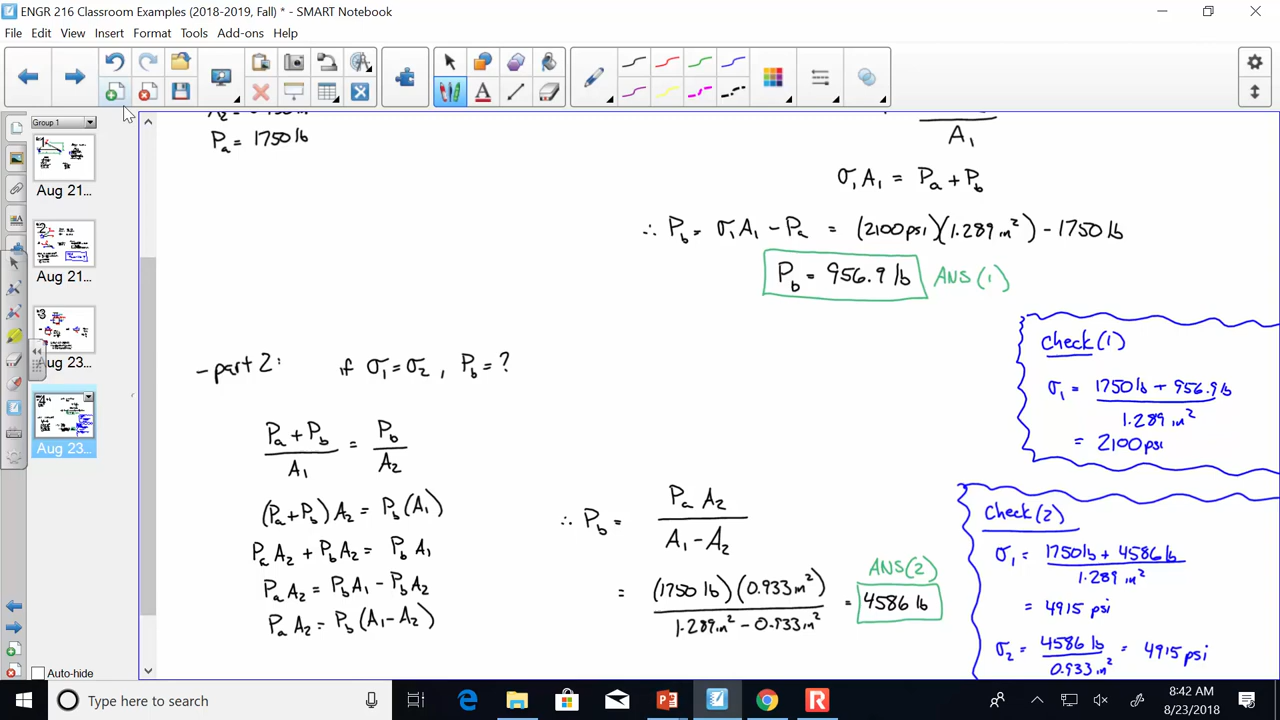 ENGR 216 Classroom Examples (2018-2019, Fall) * - SMART Notebook
File Edit View Insert Format Tools Add-ons Help
Group 1
Aug 21...
Aug 21...
Aug 23...
Aug 23...
Auto-hide
Pa = 1750 lb
A₁
σ₁A₁ = Pa + Pb
∴ Pb = σ₁A₁ - Pa = (2100 psi)(1.289 in²) - 1750 lb
Pb = 956.9 lb ANS (1)
- part 2: if σ₁ = σ₂, Pb = ?
Pa + Pb / A₁ = Pb / A₂
(Pa + Pb) A₂ = Pb (A₁)
Pa A₂ + Pb A₂ = Pb A₁
Pa A₂ = Pb A₁ - Pb A₂
Pa A₂ = Pb (A₁ - A₂)
∴ Pb = Pa A₂ / A₁ - A₂
= (1750 lb)(0.933 in²) / 1.289 in² - 0.933 in² = 4586 lb
ANS (2)
Check (1)
σ₁ = 1750 lb + 956.9 lb / 1.289 in²
= 2100 psi
Check (2)
σ₁ = 1750 lb + 4586 lb / 1.289 in²
= 4915 psi
σ₂ = 4586 lb / 0.933 in² = 4915 psi
Type here to search
8:42 AM
8/23/2018